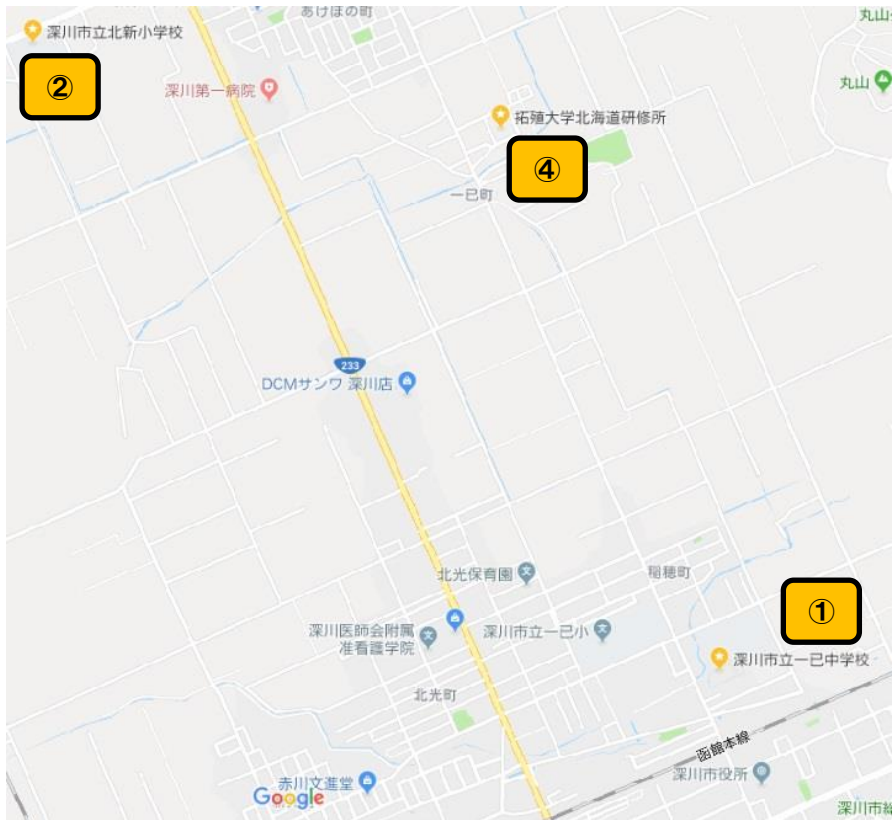 あけぼの町
丸山
深川市立北新小学校
②
深川第一病院
丸山
拓殖大学北海道研修所
④
一已町
233
DCMサンワ 深川店
北光保育園
稲穂町
①
深川医師会附属
准看護学院
深川市立一已小
深川市立一已中学校
北光町
函館本線
深川市役所
赤川文進堂
Google
深川市総